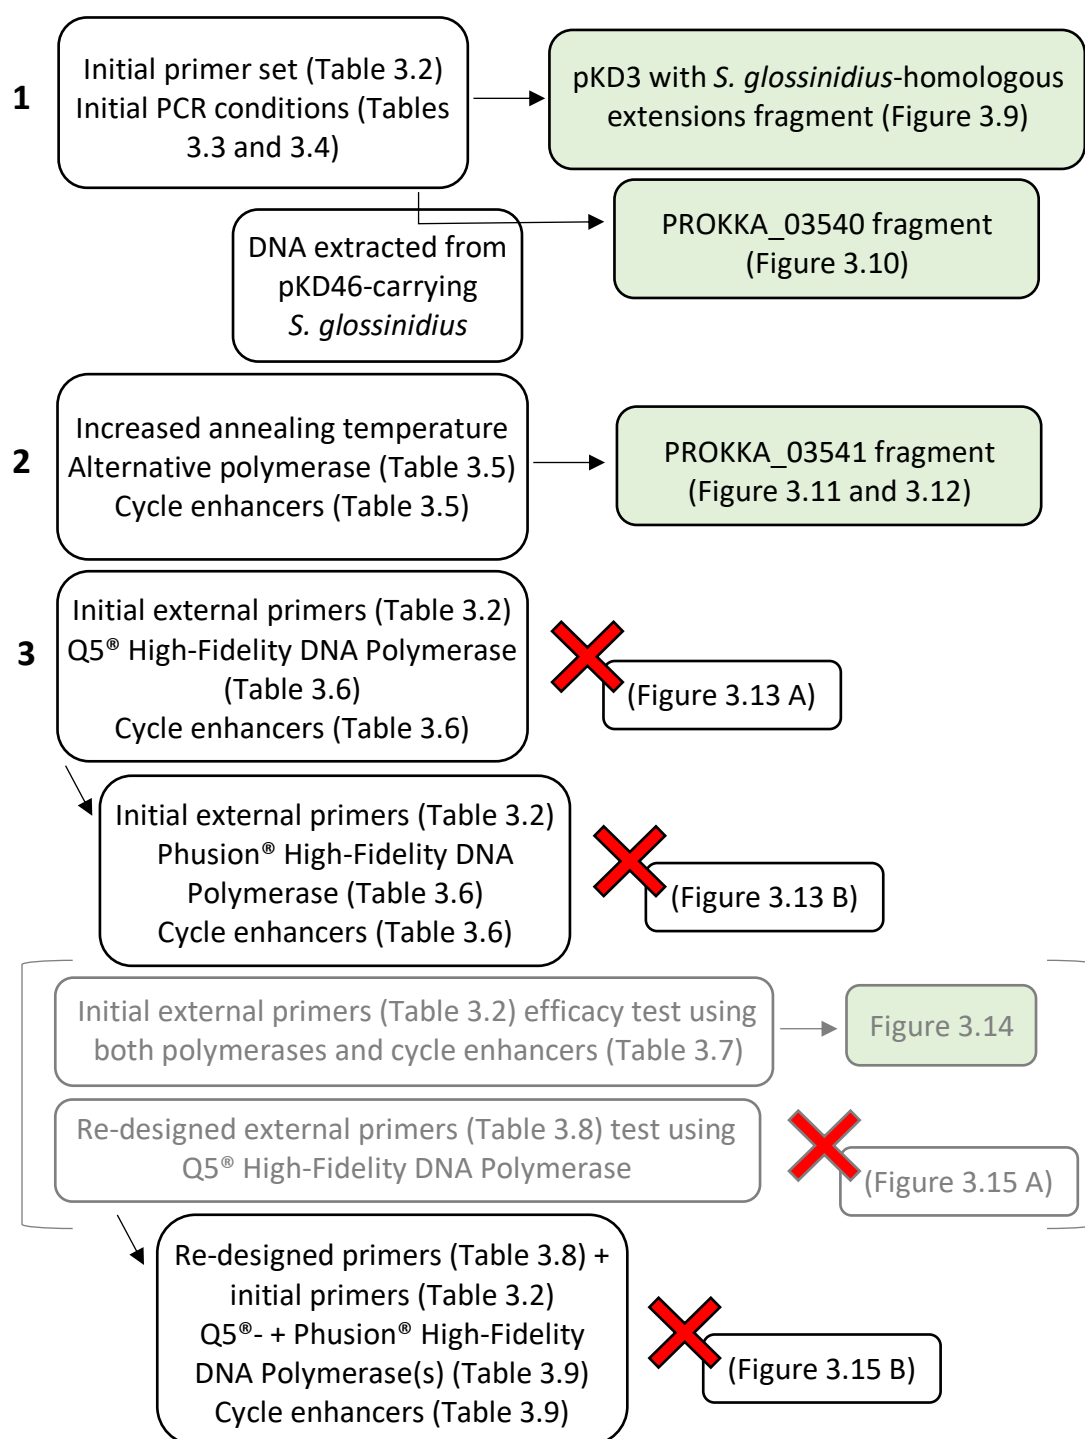 1
Initial primer set (Table 3.2)
Initial PCR conditions (Tables
3.3 and 3.4)
pKD3 with S. glossinidius-homologous
extensions fragment (Figure 3.9)
DNA extracted from
pKD46-carrying
S. glossinidius
PROKKA_03540 fragment
(Figure 3.10)
2
Increased annealing temperature
Alternative polymerase (Table 3.5)
Cycle enhancers (Table 3.5)
PROKKA_03541 fragment
(Figure 3.11 and 3.12)
3
Initial external primers (Table 3.2)
Q5® High-Fidelity DNA Polymerase
(Table 3.6)
Cycle enhancers (Table 3.6)
(Figure 3.13 A)
Initial external primers (Table 3.2)
Phusion® High-Fidelity DNA
Polymerase (Table 3.6)
Cycle enhancers (Table 3.6)
(Figure 3.13 B)
Initial external primers (Table 3.2) efficacy test using
both polymerases and cycle enhancers (Table 3.7)
Figure 3.14
Re-designed external primers (Table 3.8) test using
Q5® High-Fidelity DNA Polymerase
(Figure 3.15 A)
Re-designed primers (Table 3.8) +
initial primers (Table 3.2)
Q5®- + Phusion® High-Fidelity
DNA Polymerase(s) (Table 3.9)
Cycle enhancers (Table 3.9)
(Figure 3.15 B)